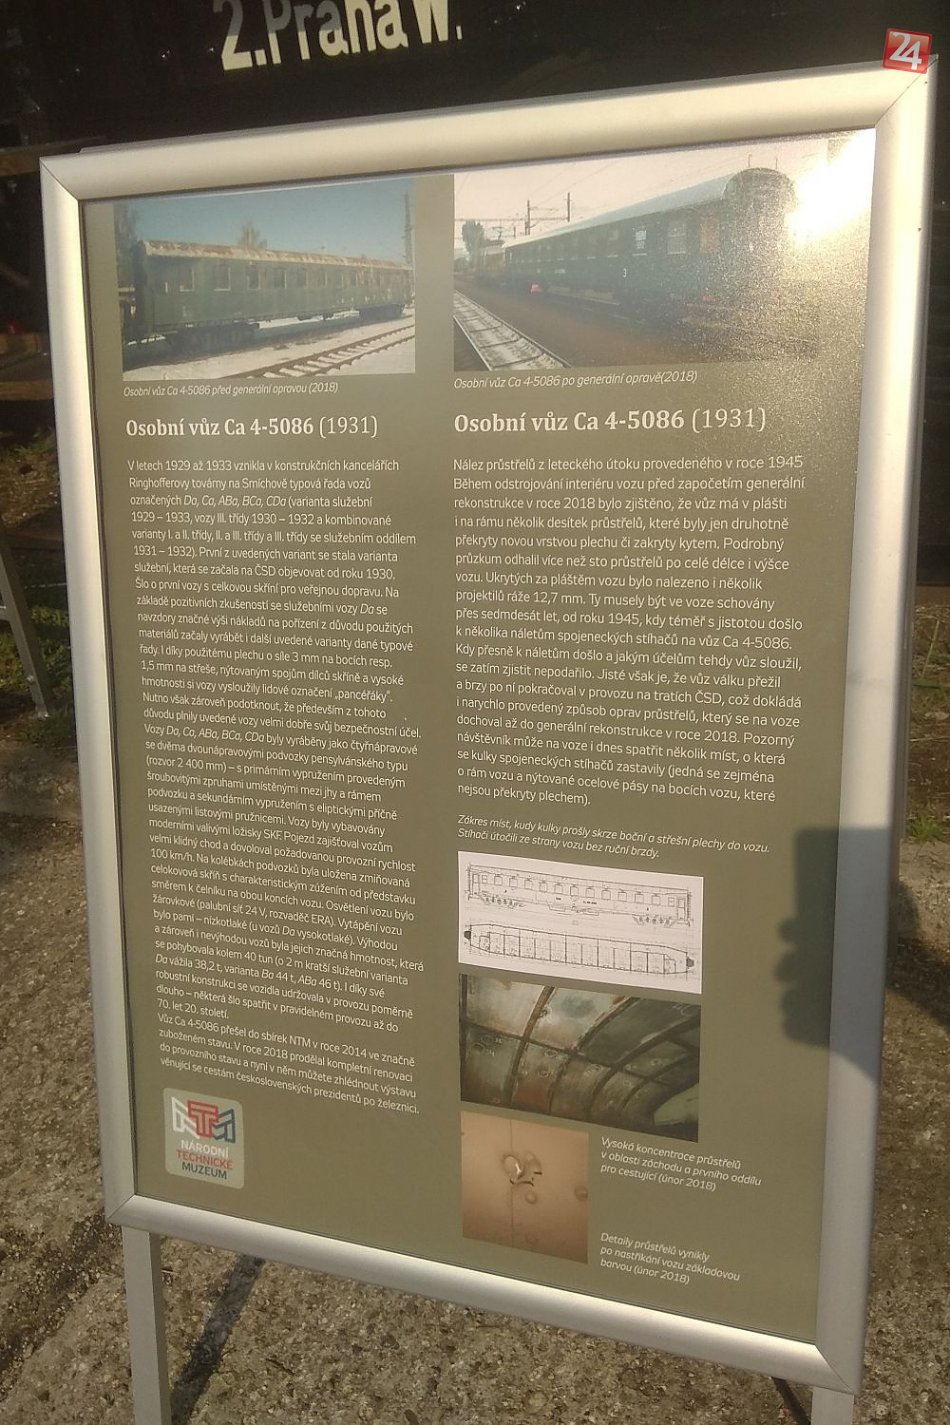 2.Praha W.
24
Osobní vůz Ca 4-5086 před generální opravou (2018)
Osobní vůz Ca 4-5086 (1931)
V letech 1929 až 1933 vznikla v konstrukčních kancelářích
Ringhofferovy továrny na Smíchově typová řada vozů
označených Da, Ca, ABa, BCa, CDa (varianta služební
1929 – 1933, vozy III. třídy 1930 – 1932 a kombinované
varianty I. a II. třídy, II. a III. třídy a III. třídy se služebním oddílem
1931 – 1932). První z uvedených variant se stala varianta
služební, která se začala na ČSD objevovat od roku 1930.
Šlo o první vozy s celkovou skříní pro veřejnou dopravu. Na
základě pozitivních zkušeností se služebními vozy Da se
navzdory značné výši nákladů na pořízení z důvodu použitých
materiálů začaly vyrábět i další uvedené varianty dané typové
řady. I díky použitému plechu o síle 3 mm na bocích resp.
1,5 mm na střeše, nýtovaným spojům dílců skříně a vysoké
hmotnosti si vozy vysloužily lidové označení „pancéřáky".
Nutno však zároveň podotknout, že především z tohoto
důvodu plnily uvedené vozy velmi dobře svůj bezpečnostní účel.
Vozy Da, Ca, ABa, BCa, CDa byly vyráběny jako čtyřnápravové
se dvěma dvounápravovými podvozky pensylvánského typu
(rozvor 2 400 mm) – s primárním vypružením provedeným
šroubovitými zpruhami umístěnými mezi jhy a rámem
podvozku a sekundárním vypružením s eliptickými příčně
usazenými listovými pružnicemi. Vozy byly vybavovány
moderními valivými ložisky SKF. Pojezd zajišťoval vozům
velmi klidný chod a dovoloval požadovanou provozní rychlost
100 km/h. Na kolébkách podvozků byla uložena zmiňovaná
celokovová skříň s charakteristickým zúžením od představku
směrem k čelníku na obou koncích vozu. Osvětlení vozu bylo
žárovkové (palubní síť 24 V, rozvaděč ERA). Vytápění vozu
bylo parní – nízkotlaké (u vozů Da vysokotlaké). Výhodou
a zároveň i nevýhodou vozů byla jejich značná hmotnost, která
se pohybovala kolem 40 tun (o 2 m kratší služební varianta
Da vážila 38,2 t, varianta Ba 44 t, ABa 46 t). I díky své
robustní konstrukci se vozidla udržovala v provozu poměrně
dlouho – některá šlo spatřit v pravidelném provozu až do
70. let 20. století.
Vůz Ca 4-5086 přešel do sbírek NTM v roce 2014 ve značně
zuboženém stavu. V roce 2018 prodělal kompletní renovaci
do provozního stavu a nyní v něm můžete zhlédnout výstavu
věnující se cestám československých prezidentů po železnici.
NTM
NÁRODNÍ
TECHNICKÉ
MUZEUM
Osobní vůz Ca 4-5086 po generální opravě(2018)
Osobní vůz Ca 4-5086 (1931)
Nález průstřelů z leteckého útoku provedeného v roce 1945
Během odstrojování interiéru vozu před započetím generální
rekonstrukce v roce 2018 bylo zjištěno, že vůz má v plášti
i na rámu několik desítek průstřelů, které byly jen druhotně
překryty novou vrstvou plechu či zakryty kytem. Podrobný
průzkum odhalil více než sto průstřelů po celé délce i výšce
vozu. Ukrytých za pláštěm vozu bylo nalezeno i několik
projektilů ráže 12,7 mm. Ty musely být ve voze schovány
přes sedmdesát let, od roku 1945, kdy téměř s jistotou došlo
k několika náletům spojeneckých stíhačů na vůz Ca 4-5086.
Kdy přesně k náletům došlo a jakým účelům tehdy vůz sloužil,
se zatím zjistit nepodařilo. Jisté však je, že vůz válku přežil
a brzy po ní pokračoval v provozu na tratích ČSD, což dokládá
i narychlo provedený způsob oprav průstřelů, který se na voze
dochoval až do generální rekonstrukce v roce 2018. Pozorný
návštěvník může na voze i dnes spatřit několik míst, o která
se kulky spojeneckých stíhačů zastavily (jedná se zejména
o rám vozu a nýtované ocelové pásy na bocích vozu, které
nejsou překryty plechem).
Zákres míst, kudy kulky prošly skrze boční a střešní plechy do vozu.
Stíhači útočili ze strany vozu bez ruční brzdy.
Vysoká koncentrace průstřelů
v oblasti záchodu a prvního oddílu
pro cestující (únor 2018)
Detaily průstřelů vynikly
po nastříkání vozu základovou
barvou (únor 2018)